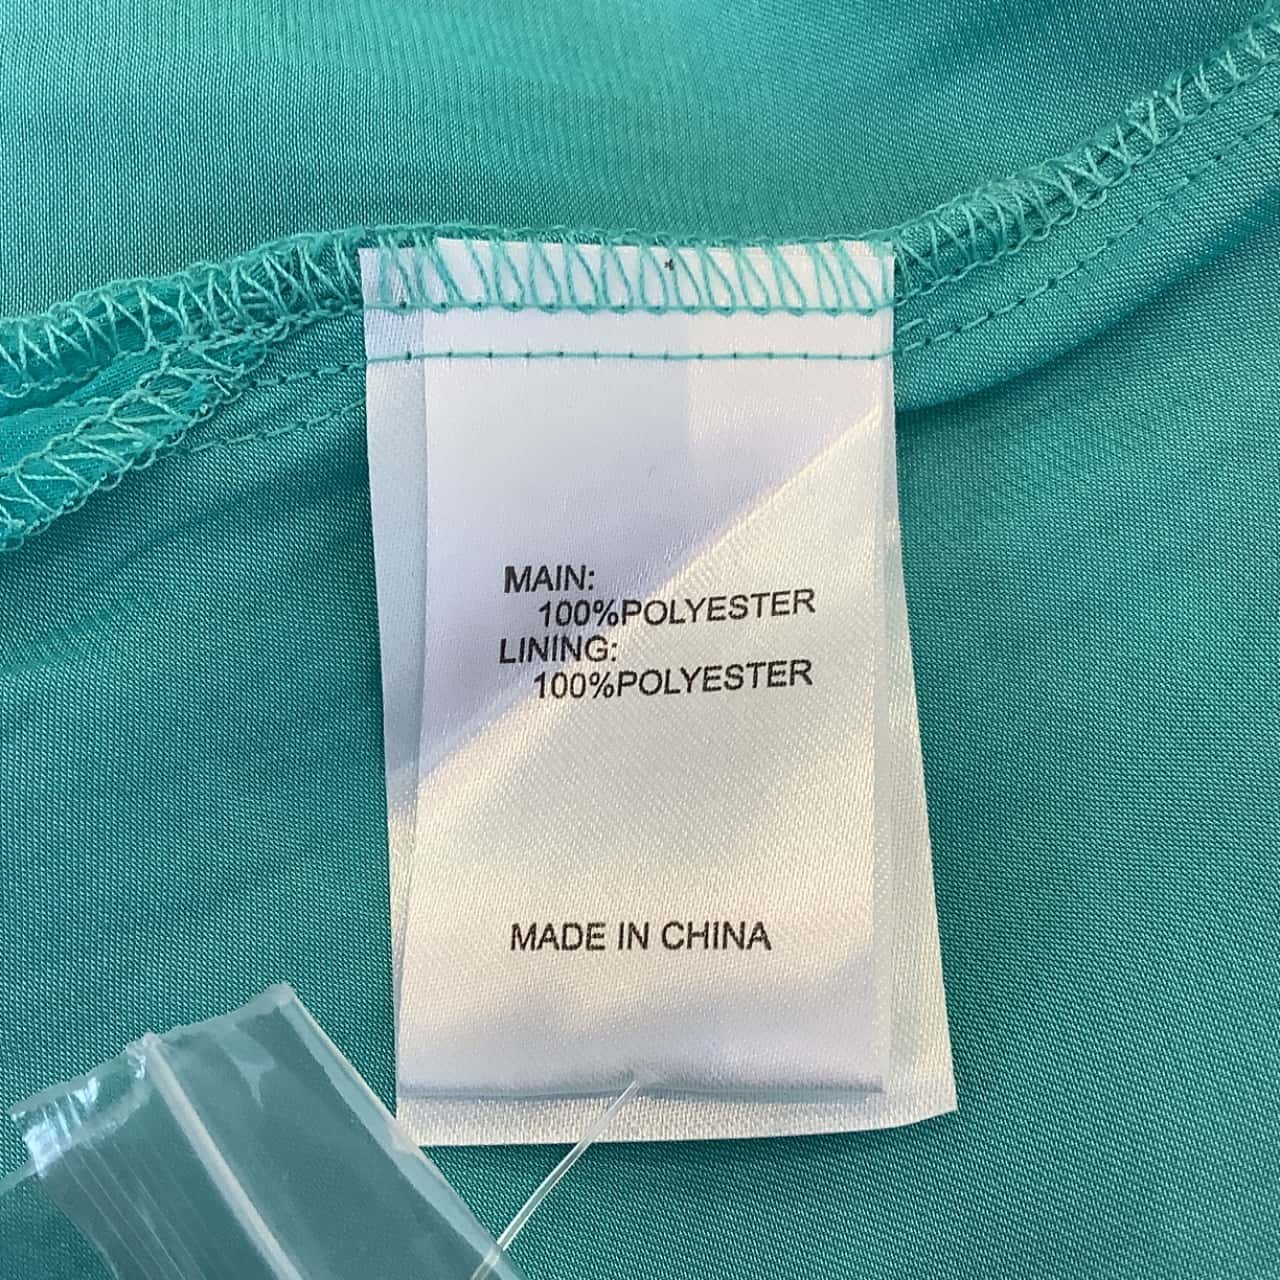 MAIN:
100%POLYESTER
LINING:
100%POLYESTER
MADE IN CHINA